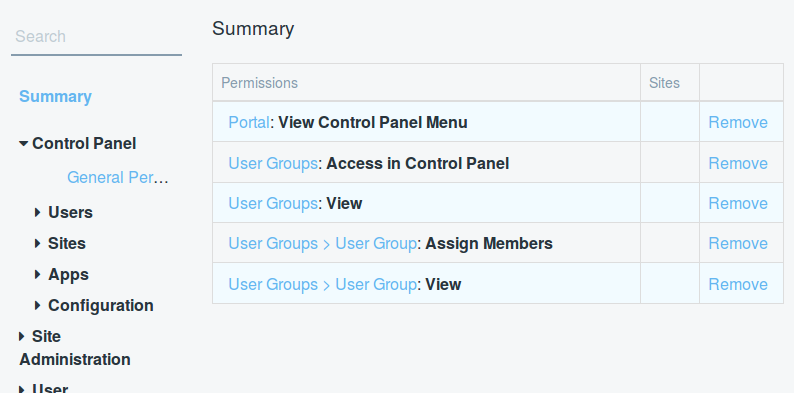 Search
Summary
Control Panel
General Per...
Users
Sites
Apps
Configuration
Site
Administration
User
Summary
Permissions Sites
Portal: View Control Panel Menu Remove
User Groups: Access in Control Panel Remove
User Groups: View Remove
User Groups > User Group: Assign Members Remove
User Groups > User Group: View Remove